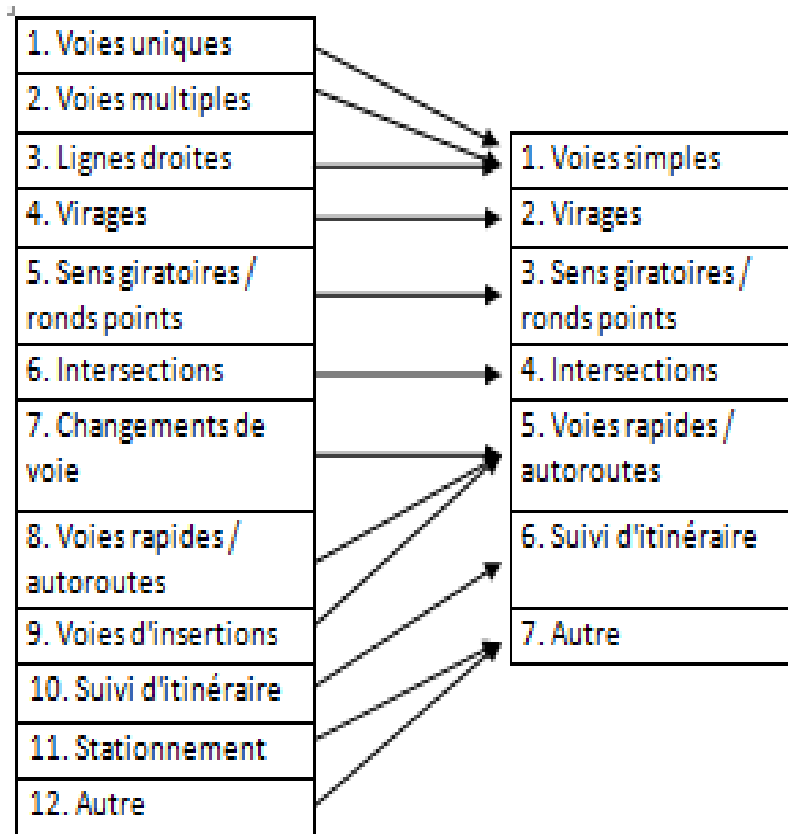 1. Voies uniques
2. Voies multiples
3. Lignes droites
4. Virages
5. Sens giratoires /
ronds points
6. Intersections
7. Changements de
voie
8. Voies rapides /
autoroutes
9. Voies d'insertions
10. Suivi d'itinéraire
11. Stationnement
12. Autre
1. Voies simples
2. Virages
3. Sens giratoires /
ronds points
4. Intersections
5. Voies rapides /
autoroutes
6. Suivi d'itinéraire
7. Autre